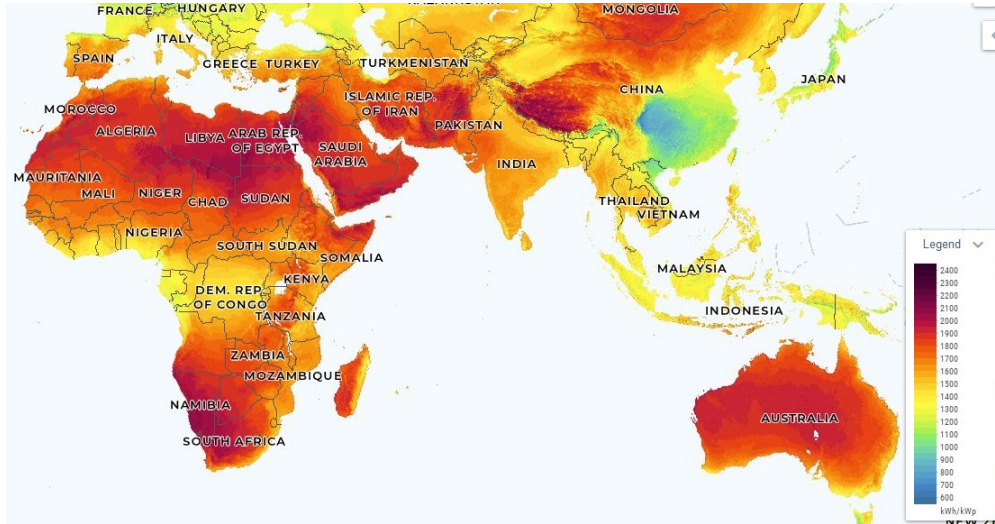 FRANCE
HUNGARY
MONGOLIA
ITALY
SPAIN
GREECE
TURKEY
TURKMENISTAN
CHINA
JAPAN
ISLAMIC REP.
OF IRAN
MOROCCO
ALGERIA
LIBYA
ARAB REP.
OF EGYPT
PAKISTAN
SAUDI
ARABIA
INDIA
MAURITANIA
MALI
NIGER
CHAD
SUDAN
THAILAND
VIETNAM
NIGERIA
SOUTH SUDAN
SOMALIA
MALAYSIA
KENYA
DEM. REP.
OF CONGO
TANZANIA
INDONESIA
ZAMBIA
MOZAMBIQUE
NAMIBIA
AUSTRALIA
SOUTH AFRICA
Legend
2400
2300
2200
2100
2000
1900
1800
1700
1600
1500
1400
1300
1200
1100
1000
900
800
700
600
kWh/kWp